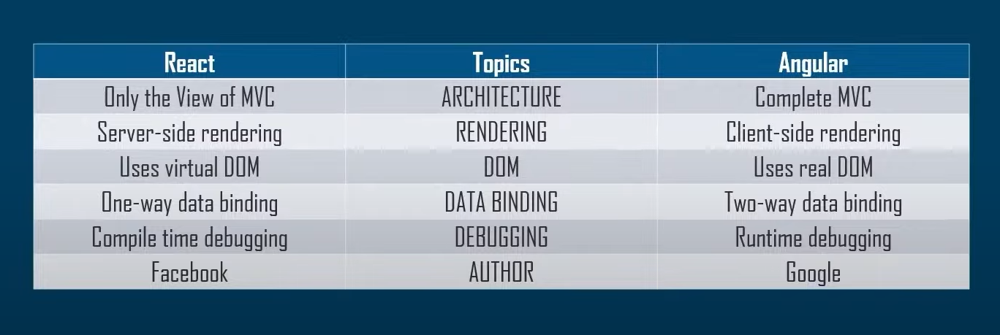 React Topics Angular
Only the View of MVC ARCHITECTURE Complete MVC
Server-side rendering RENDERING Client-side rendering
Uses virtual DOM DOM Uses real DOM
One-way data binding DATA BINDING Two-way data binding
Compile time debugging DEBUGGING Runtime debugging
Facebook AUTHOR Google